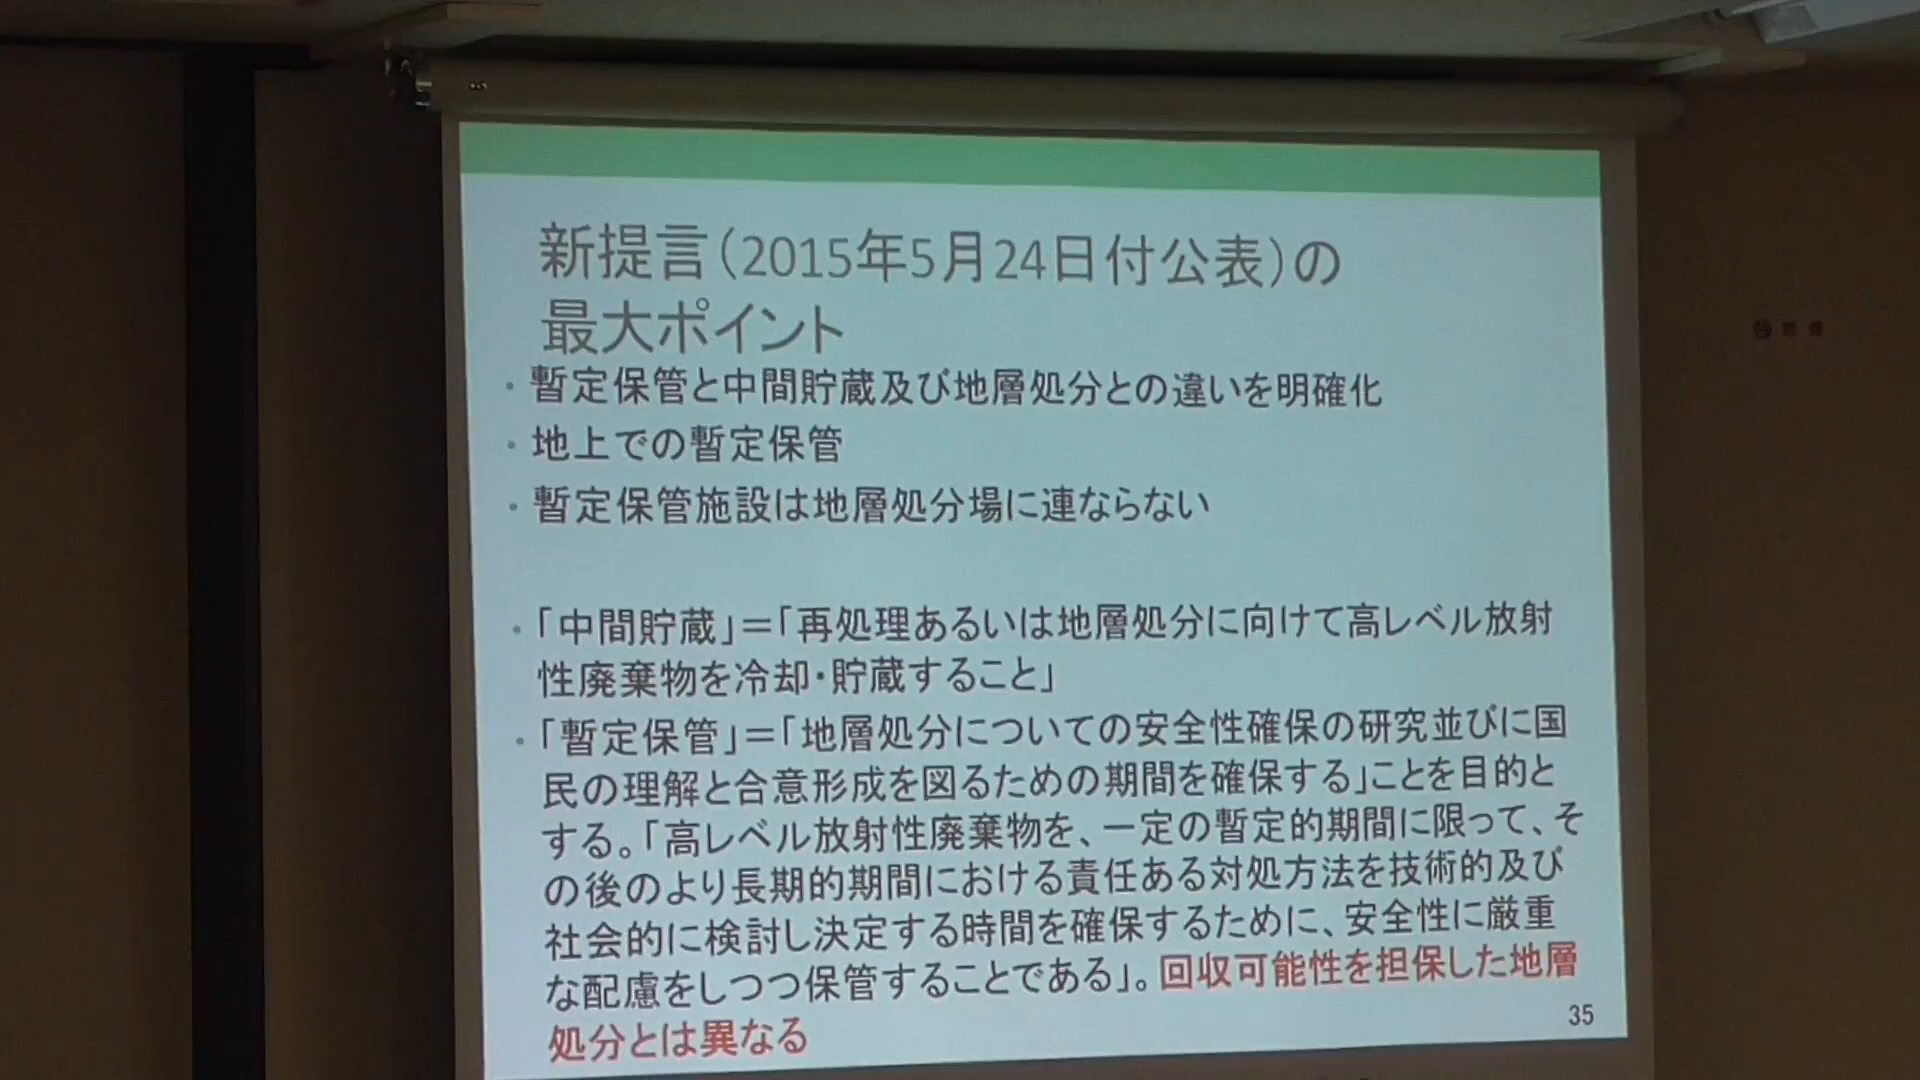 新提言(2015年5月24日付公表)の
最大ポイント
・暫定保管と中間貯蔵及び地層処分との違いを明確化
・地上での暫定保管
・暫定保管施設は地層処分場に連ならない
・「中間貯蔵」＝「再処理あるいは地層処分に向けて高レベル放射
性廃棄物を冷却・貯蔵すること」
・「暫定保管」＝「地層処分についての安全性確保の研究並びに国
民の理解と合意形成を図るための期間を確保する」ことを目的と
する。「高レベル放射性廃棄物を、一定の暫定的期間に限って、そ
の後のより長期的期間における責任ある対処方法を技術的及び
社会的に検討し決定する時間を確保するために、安全性に厳重
な配慮をしつつ保管することである」。回収可能性を担保した地層
処分とは異なる
35